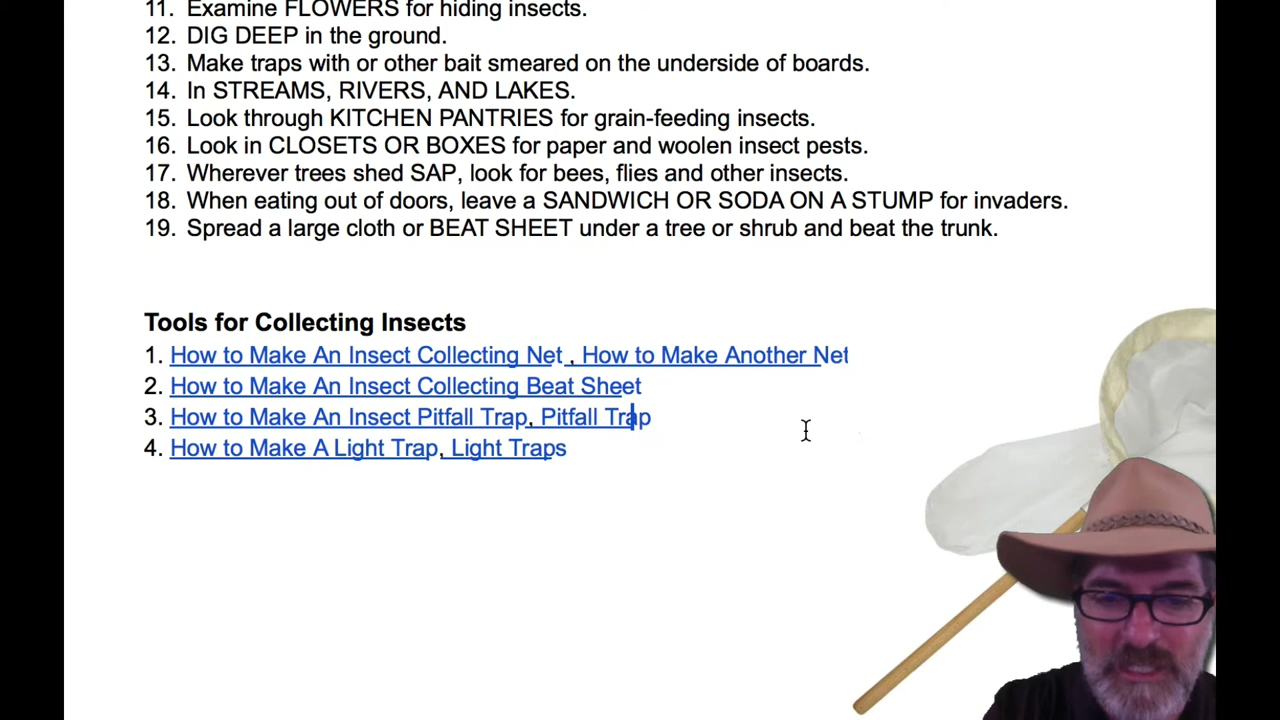 11. Examine FLOWERS for hiding insects.
12. DIG DEEP in the ground.
13. Make traps with or other bait smeared on the underside of boards.
14. In STREAMS, RIVERS, AND LAKES.
15. Look through KITCHEN PANTRIES for grain-feeding insects.
16. Look in CLOSETS OR BOXES for paper and woolen insect pests.
17. Wherever trees shed SAP, look for bees, flies and other insects.
18. When eating out of doors, leave a SANDWICH OR SODA ON A STUMP for invaders.
19. Spread a large cloth or BEAT SHEET under a tree or shrub and beat the trunk.
Tools for Collecting Insects
1. How to Make An Insect Collecting Net , How to Make Another Net
2. How to Make An Insect Collecting Beat Sheet
3. How to Make An Insect Pitfall Trap, Pitfall Trap
4. How to Make A Light Trap, Light Traps